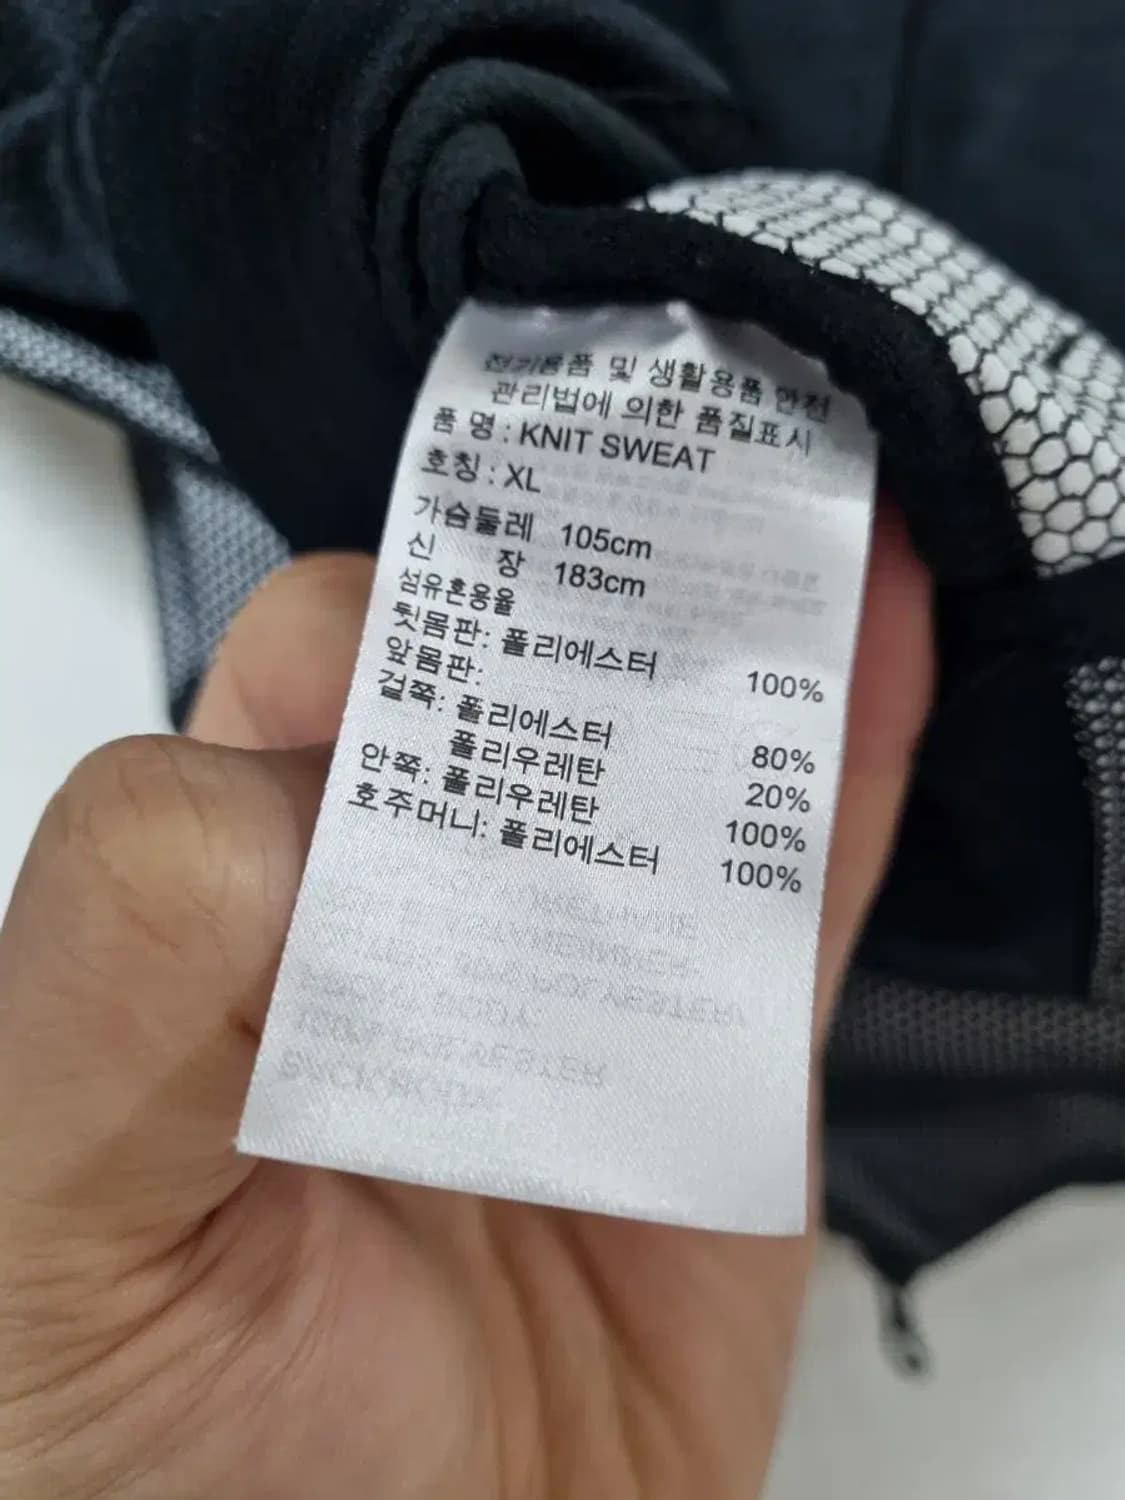 전기용품 및 생활용품 안전
관리법에 의한 품질표시
품 명 : KNIT SWEAT
호칭 : XL
가슴둘레 105cm
신 장 183cm
섬유혼용율
뒷몸판: 폴리에스터 100%
앞몸판:
겉쪽: 폴리에스터 80%
폴리우레탄 20%
안쪽: 폴리우레탄 100%
호주머니: 폴리에스터 100%